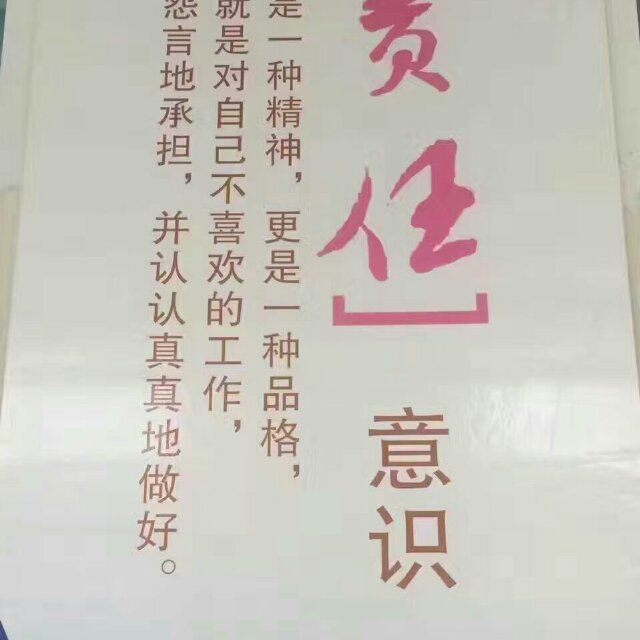 责任
意识
是一种精神，更是一种品格，
就是对自己不喜欢的工作，
怨言地承担，并认认真真地做好。